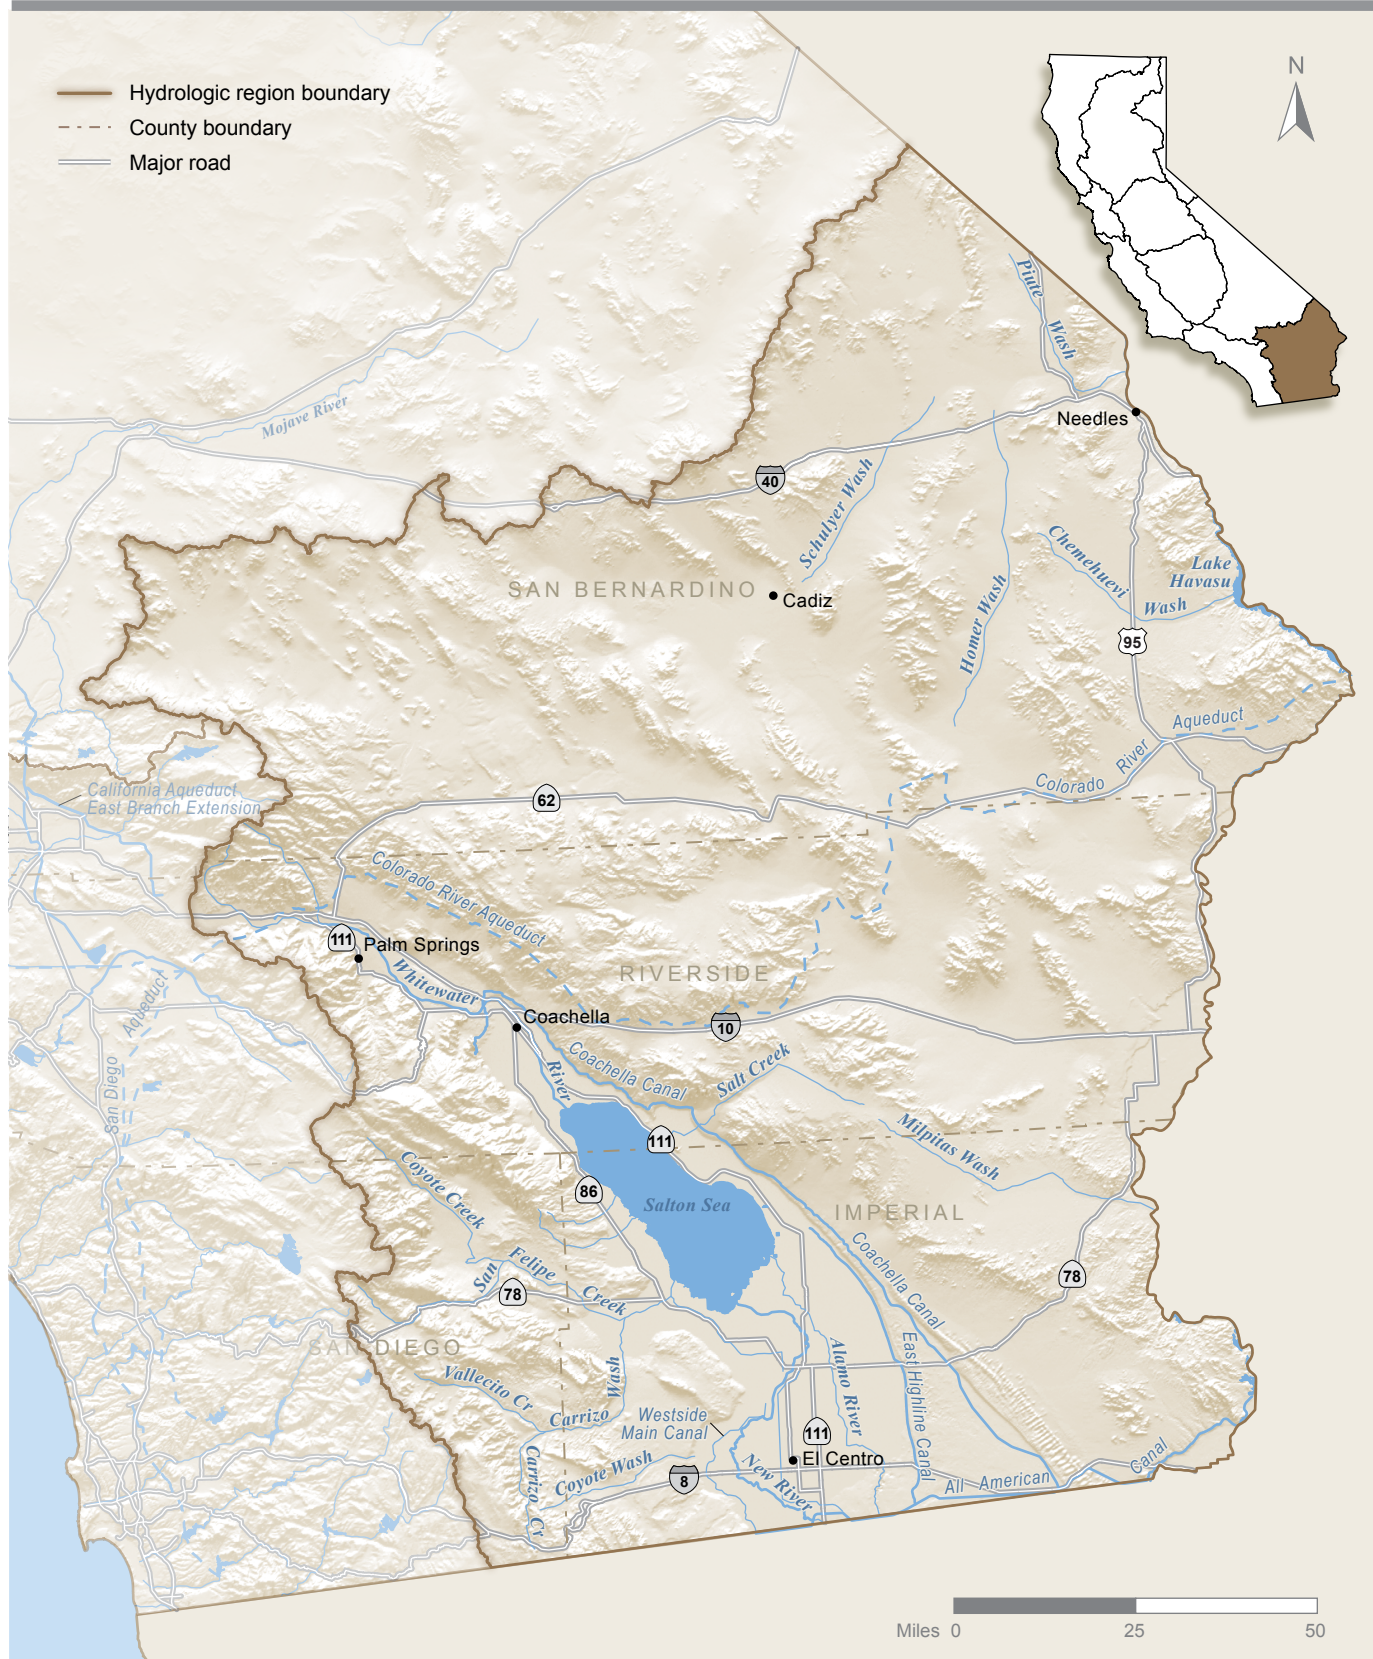 Hydrologic region boundary
County boundary
Major road
N
Piute
Wash
Mojave River
Needles
40
Schulyer Wash
Homer Wash
Chemehuevi
Wash
Lake
Havasu
SAN BERNARDINO
Cadiz
95
Aqueduct
River
Colorado
California Aqueduct
East Branch Extension
62
Colorado River Aqueduct
111
Palm Springs
Whitewater
River
RIVERSIDE
Coachella
10
Coachella Canal
Salt Creek
San Diego
Aqueduct
111
Milpitas Wash
Coyote Creek
86
Salton Sea
IMPERIAL
Coachella Canal
San
Felipe
Creek
78
78
SAN DIEGO
Vallecito Cr
Carrizo
Wash
Alamo River
East Highline Canal
Westside
Main Canal
111
El Centro
Carrizo Cr
Coyote Wash
8
New River
All American
Canal
Miles 0 25 50